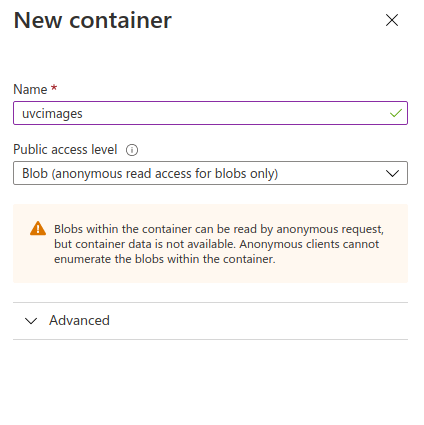 New container
Name *
uvcimages
Public access level
Blob (anonymous read access for blobs only)
Blobs within the container can be read by anonymous request,
but container data is not available. Anonymous clients cannot
enumerate the blobs within the container.
Advanced